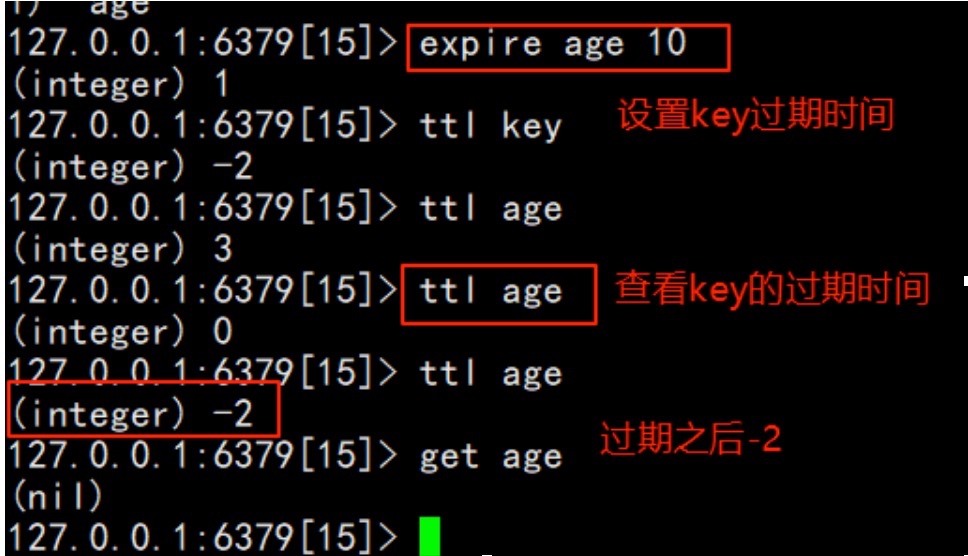 1) "age"
127.0.0.1:6379[15]> expire age 10
(integer) 1
设置key过期时间
127.0.0.1:6379[15]> ttl key
(integer) -2
127.0.0.1:6379[15]> ttl age
(integer) 3
127.0.0.1:6379[15]> ttl age
查看key的过期时间
(integer) 0
127.0.0.1:6379[15]> ttl age
(integer) -2
过期之后-2
127.0.0.1:6379[15]> get age
(nil)
127.0.0.1:6379[15]>